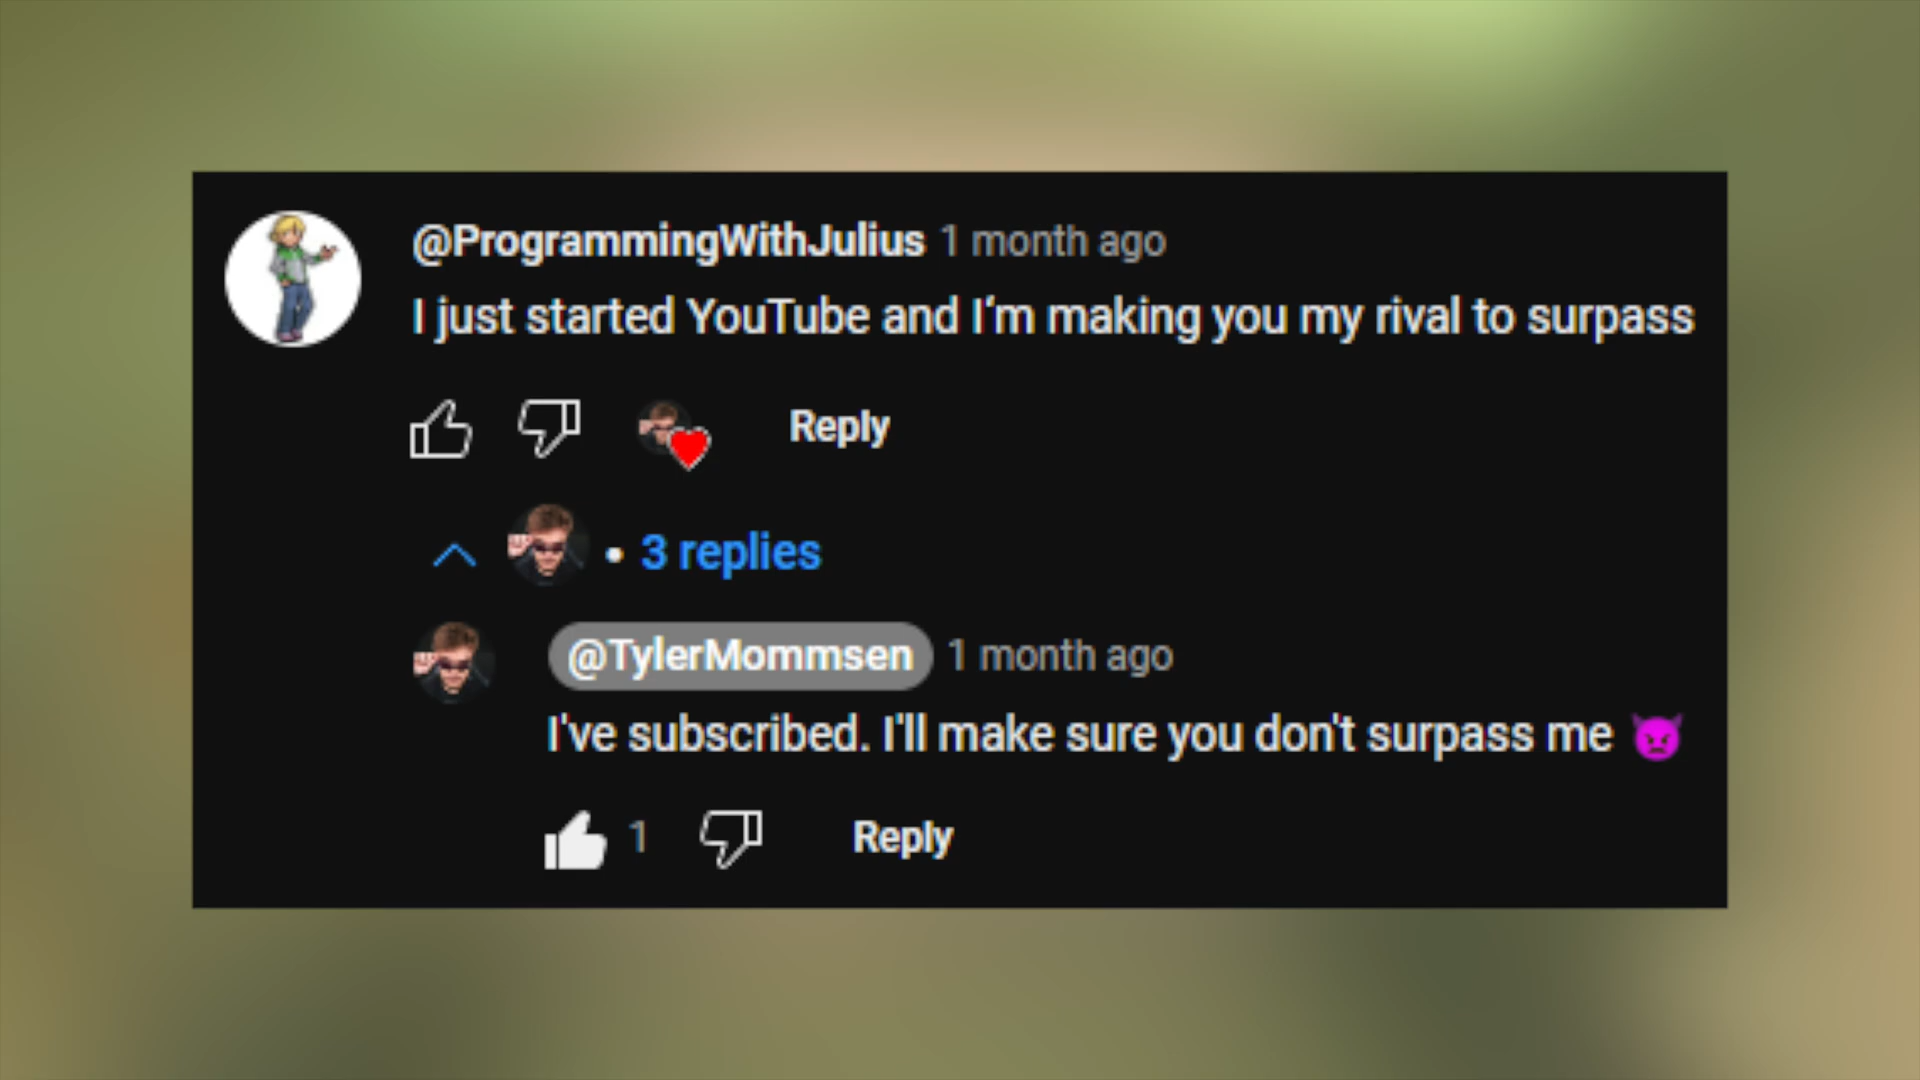 @ProgrammingWithJulius 1 month ago
I just started YouTube and I'm making you my rival to surpass
Reply
3 replies
@TylerMommsen 1 month ago
I've subscribed. I'll make sure you don't surpass me 👿
1 Reply